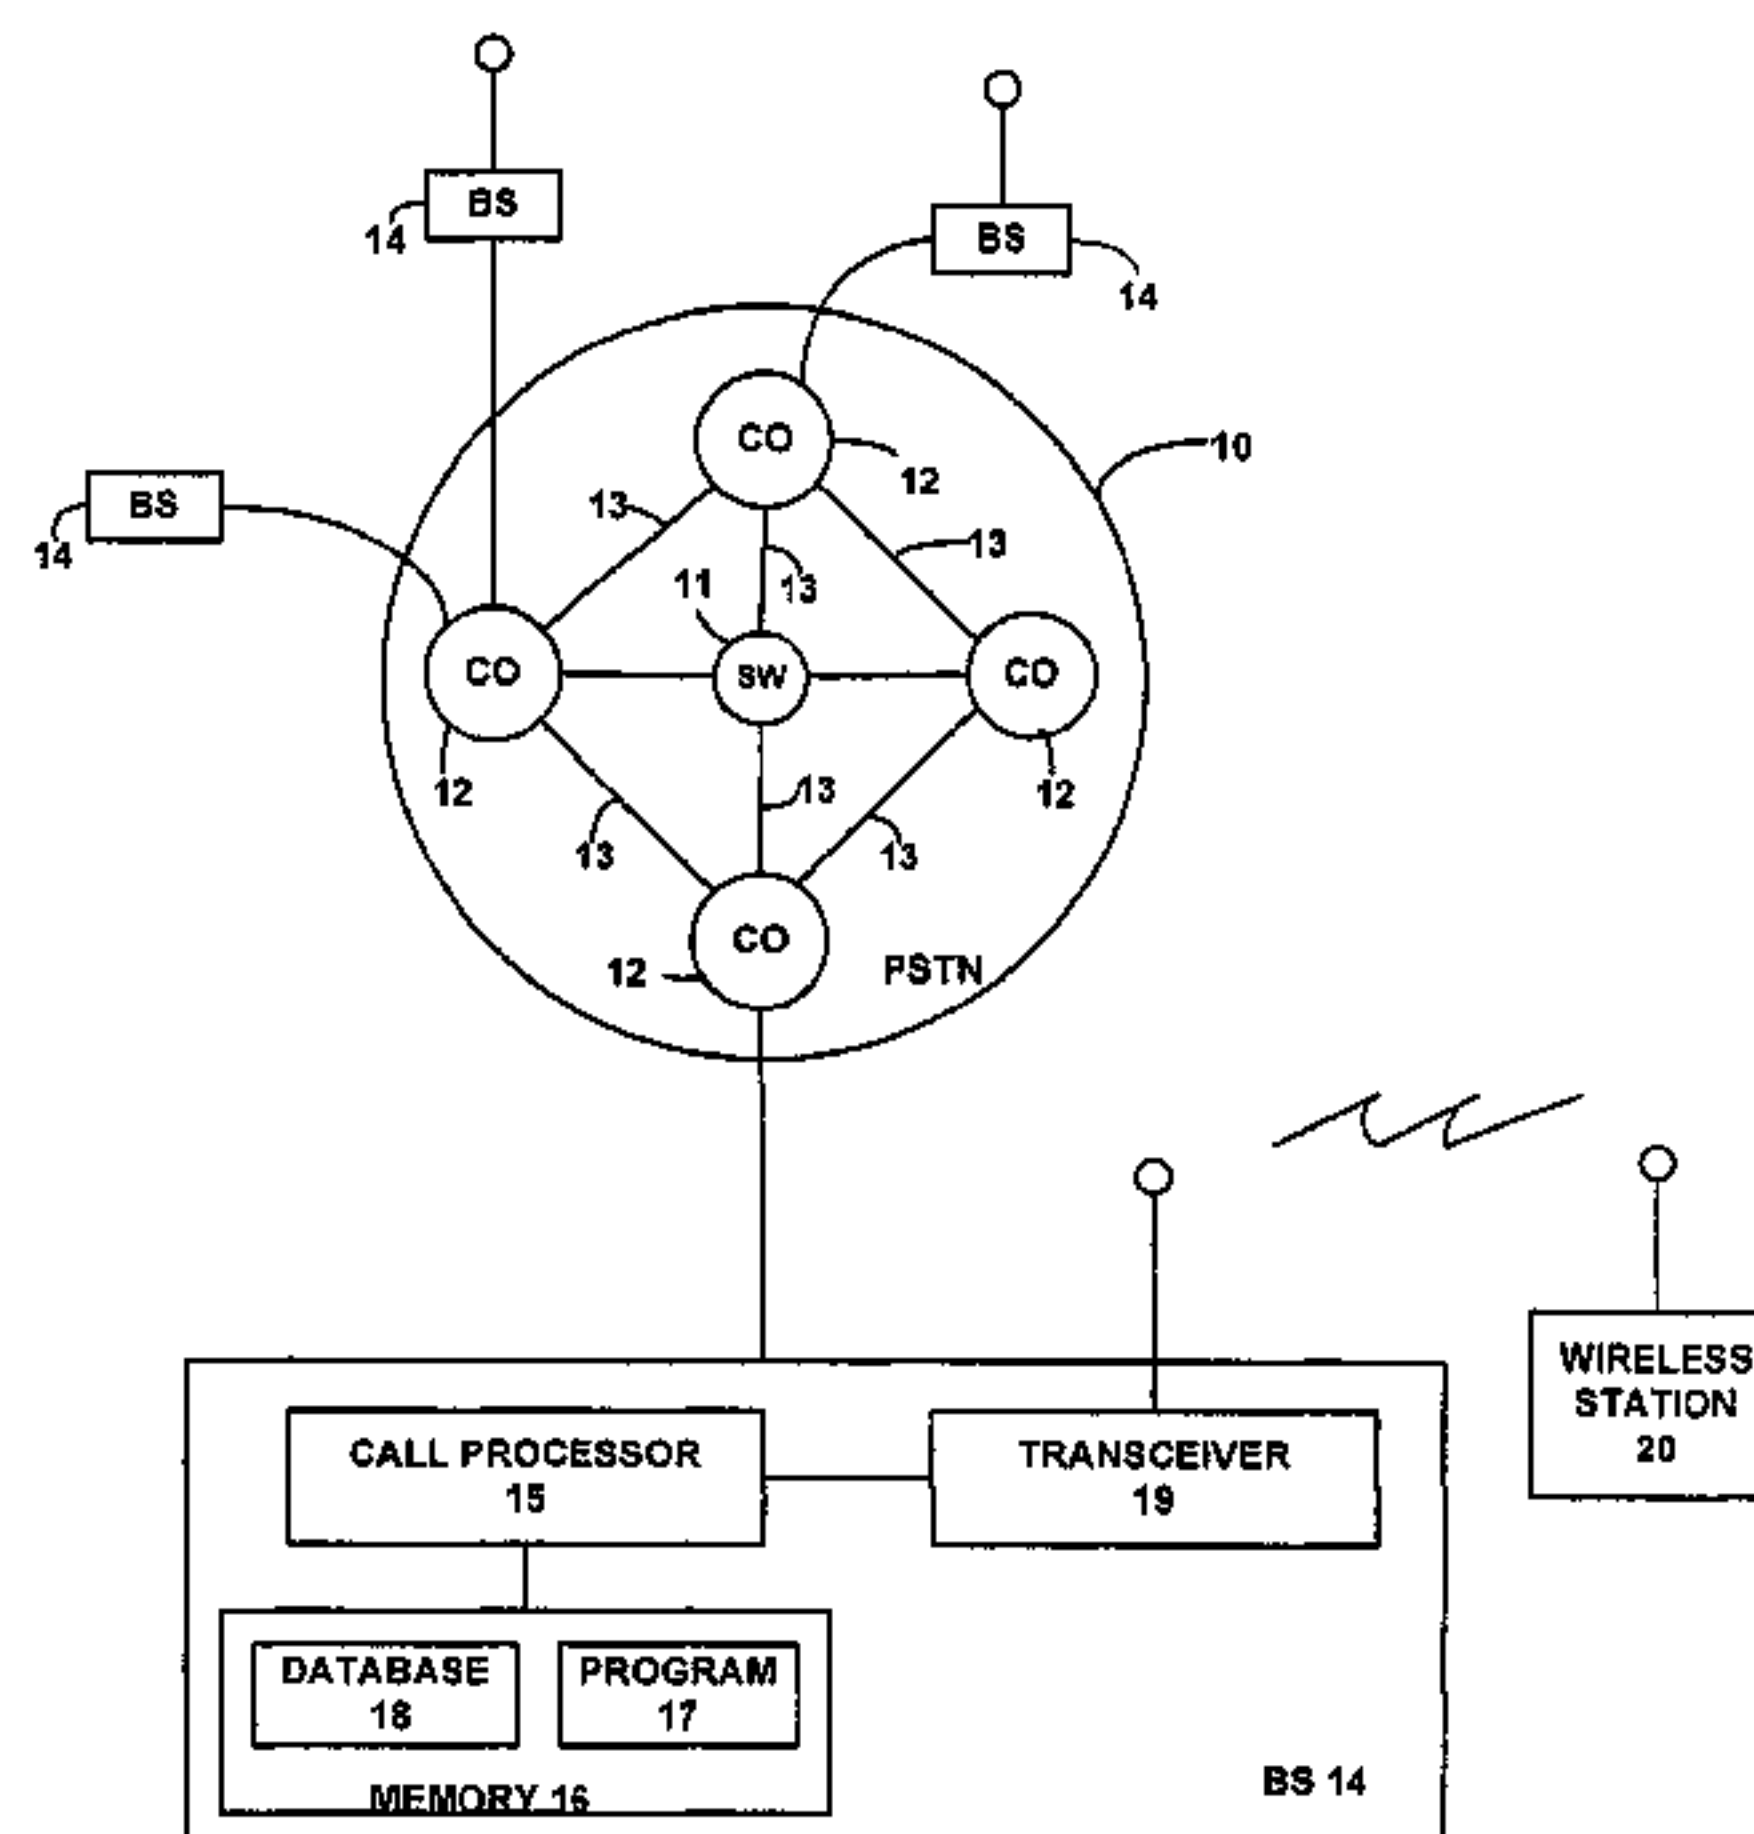 BS
14
BS
14
CO
10
12
BS
13
14
13
11
13
CO
SW
CO
12
13
12
13
13
CO
12
PSTN
WIRELESS
STATION
20
CALL PROCESSOR
15
TRANSCEIVER
19
DATABASE
18
PROGRAM
17
BS 14
MEMORY 16